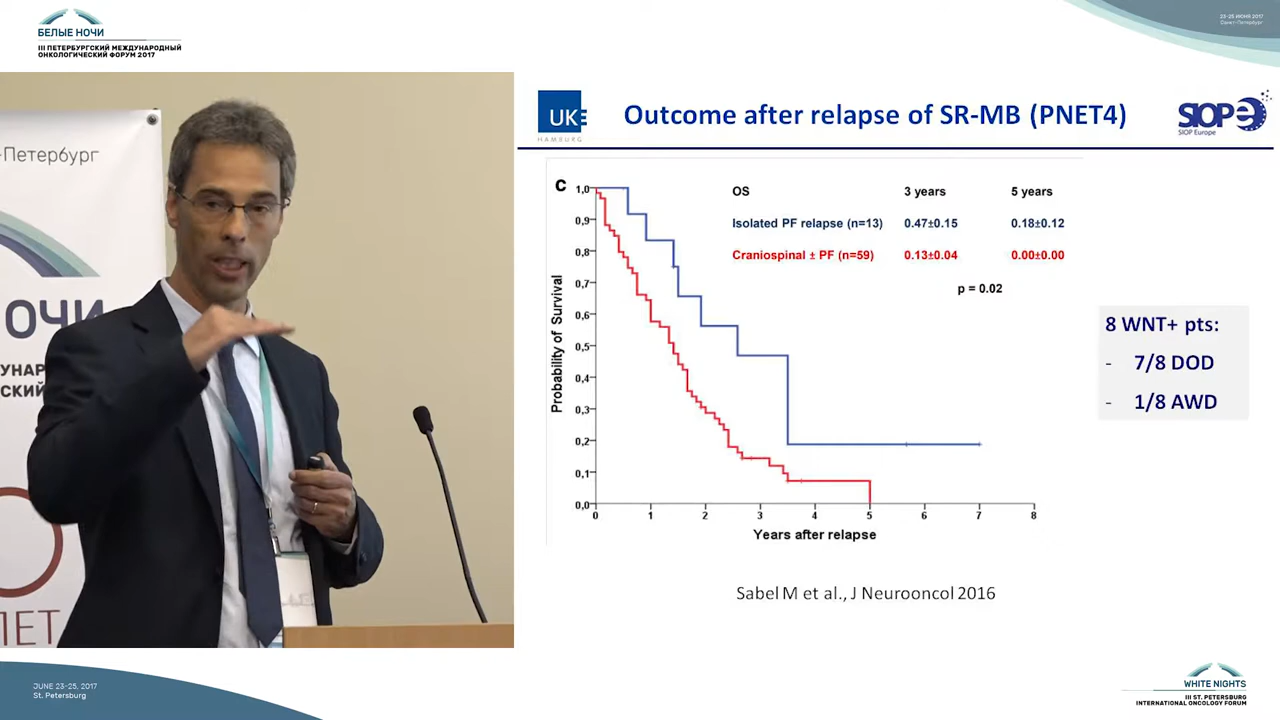 БЕЛЫЕ НОЧИ
III ПЕТЕРБУРГСКИЙ МЕЖДУНАРОДНЫЙ
ОНКОЛОГИЧЕСКИЙ ФОРУМ 2017
23-25 ИЮНЯ 2017
Санкт-Петербург
-Петербург
НОЧИ
УНАР
СКИЙ
ЛЕТ
UKE
HAMBURG
Outcome after relapse of SR-MB (PNET4)
SIOP e
SIOP Europe
C
OS 3 years 5 years
Isolated PF relapse (n=13) 0.47±0.15 0.18±0.12
Craniospinal ± PF (n=59) 0.13±0.04 0.00±0.00
p = 0.02
Probability of Survival
1,0
0,9
0,8
0,7
0,6
0,5
0,4
0,3
0,2
0,1
0,0
0 1 2 3 4 5 6 7 8
Years after relapse
8 WNT+ pts:
- 7/8 DOD
- 1/8 AWD
Sabel M et al., J Neurooncol 2016
JUNE 23-25, 2017
St. Petersburg
WHITE NIGHTS
III ST. PETERSBURG
INTERNATIONAL ONCOLOGY FORUM